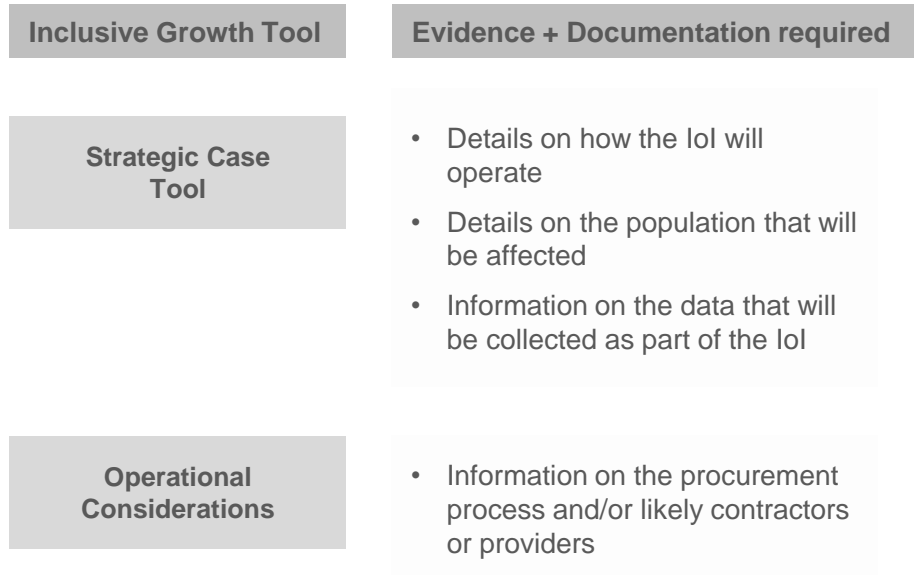 Inclusive Growth Tool
Evidence + Documentation required
Strategic Case
Tool
• Details on how the IoI will
operate
• Details on the population that will
be affected
• Information on the data that will
be collected as part of the IoI
Operational
Considerations
• Information on the procurement
process and/or likely contractors
or providers